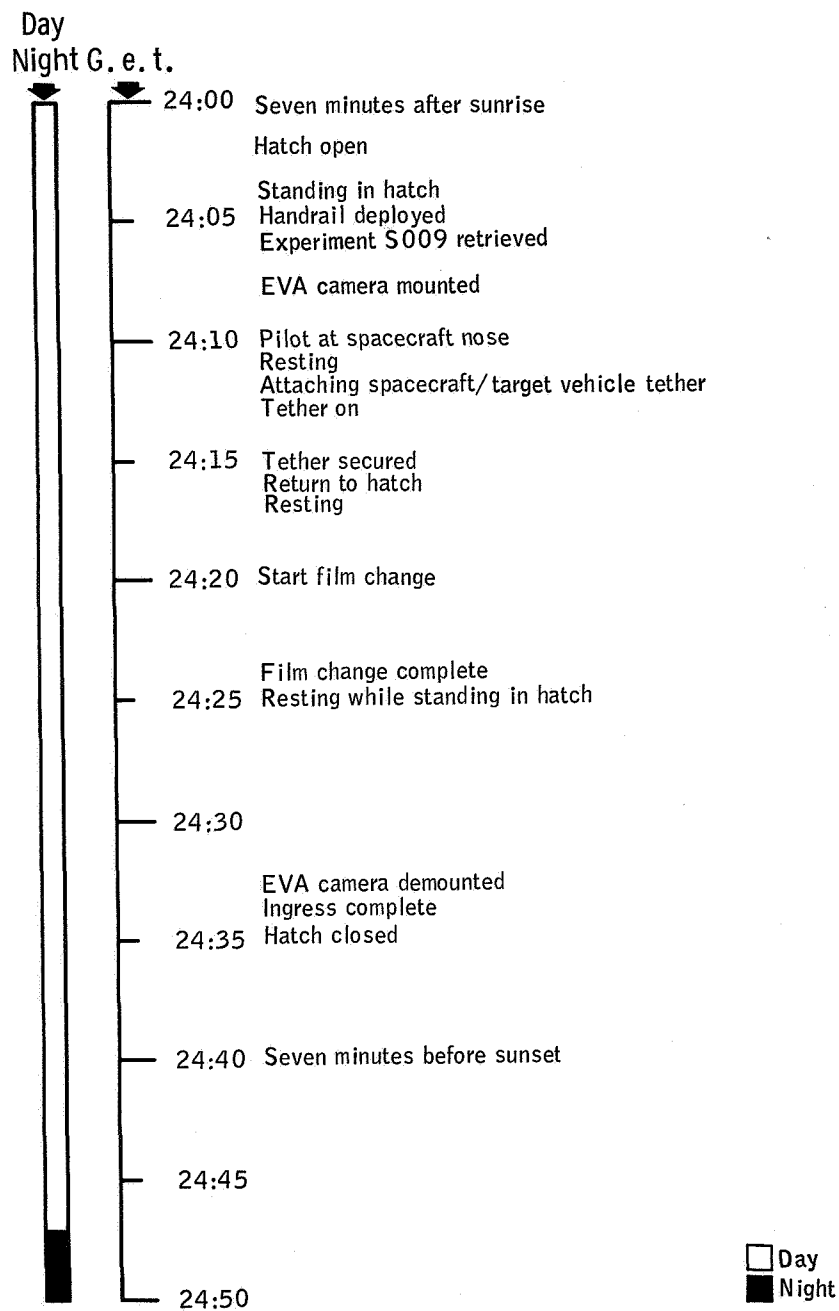 Day
Night G. e. t.
24:00 Seven minutes after sunrise
Hatch open
Standing in hatch
24:05 Handrail deployed
Experiment S009 retrieved
EVA camera mounted
24:10 Pilot at spacecraft nose
Resting
Attaching spacecraft/target vehicle tether
Tether on
24:15 Tether secured
Return to hatch
Resting
24:20 Start film change
Film change complete
24:25 Resting while standing in hatch
24:30
EVA camera demounted
Ingress complete
24:35 Hatch closed
24:40 Seven minutes before sunset
24:45
Day
Night
24:50